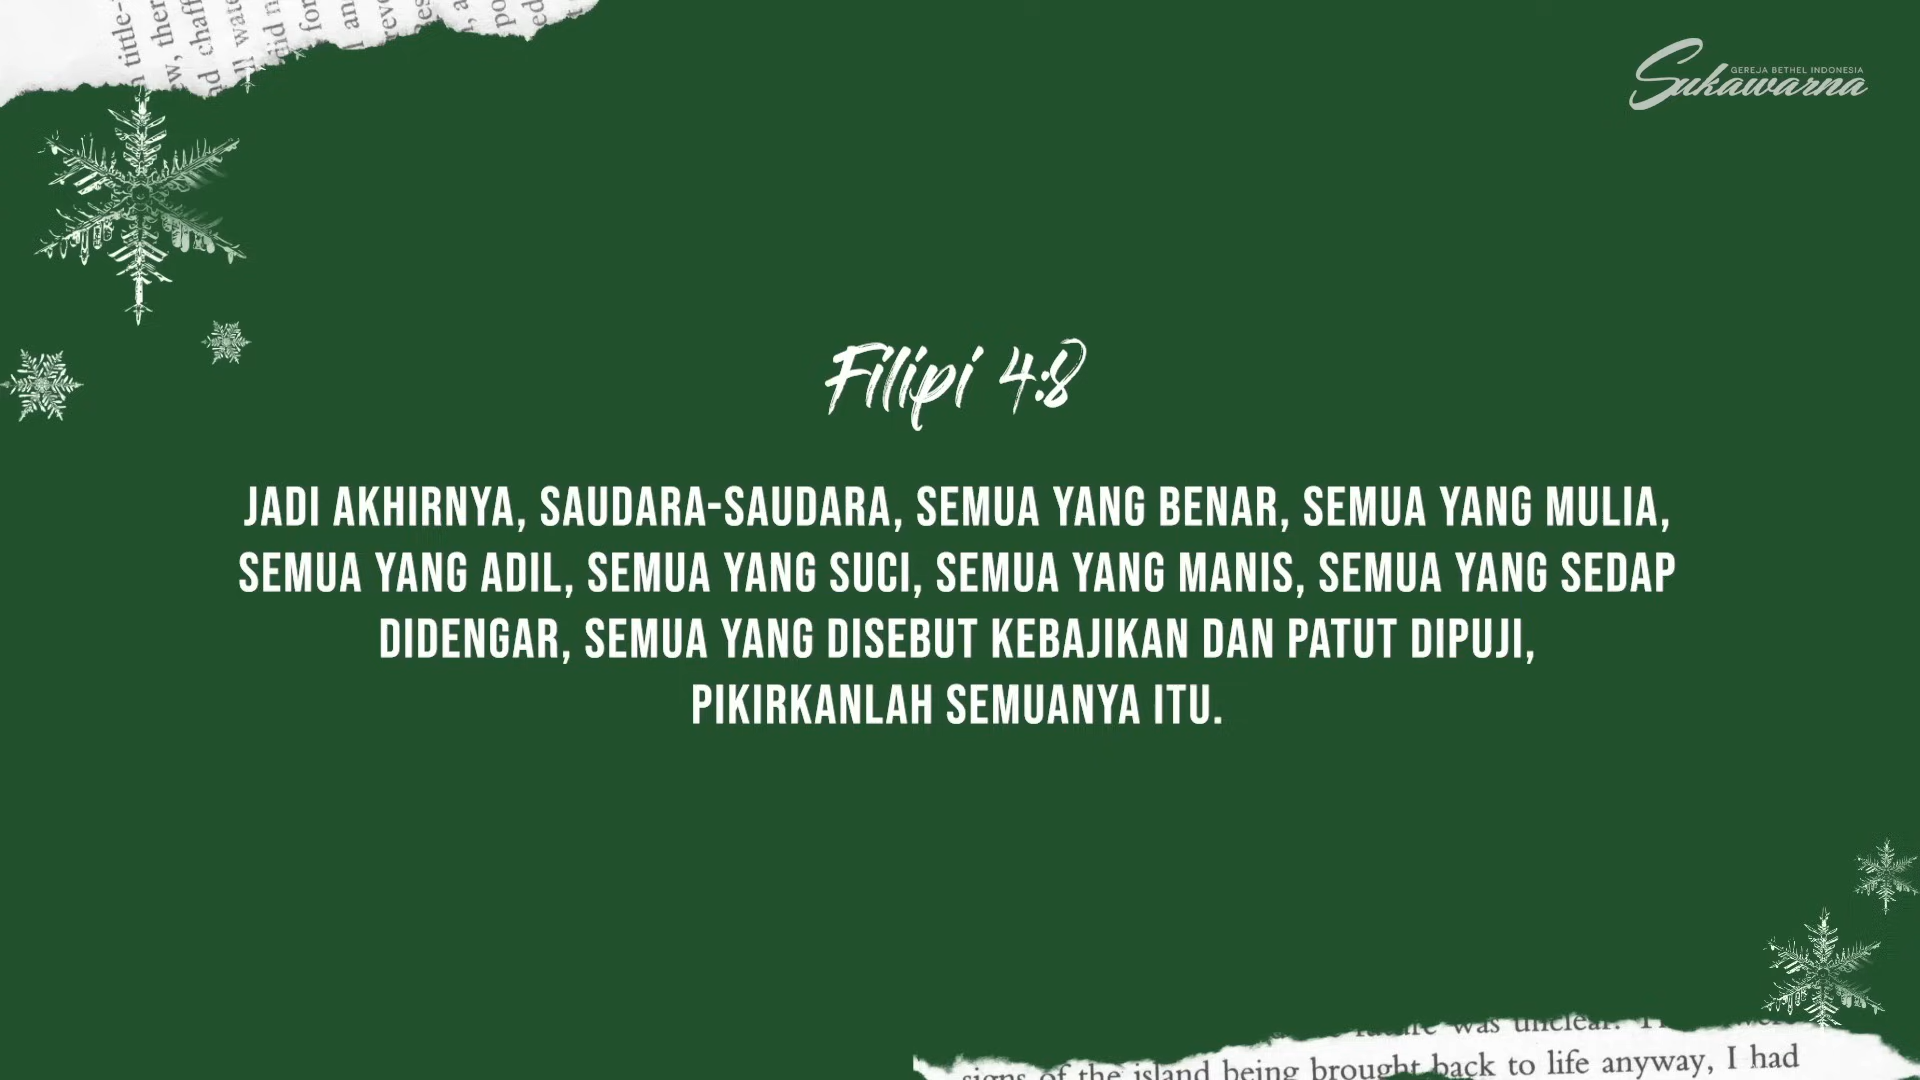 GEREJA BETHEL INDONESIA
Sukawarna
Filipi 4:8
JADI AKHIRNYA, SAUDARA-SAUDARA, SEMUA YANG BENAR, SEMUA YANG MULIA,
SEMUA YANG ADIL, SEMUA YANG SUCI, SEMUA YANG MANIS, SEMUA YANG SEDAP
DIDENGAR, SEMUA YANG DISEBUT KEBAJIKAN DAN PATUT DIPUJI,
PIKIRKANLAH SEMUANYA ITU.
was unclear.
signs of the island being brought back to life anyway, I had